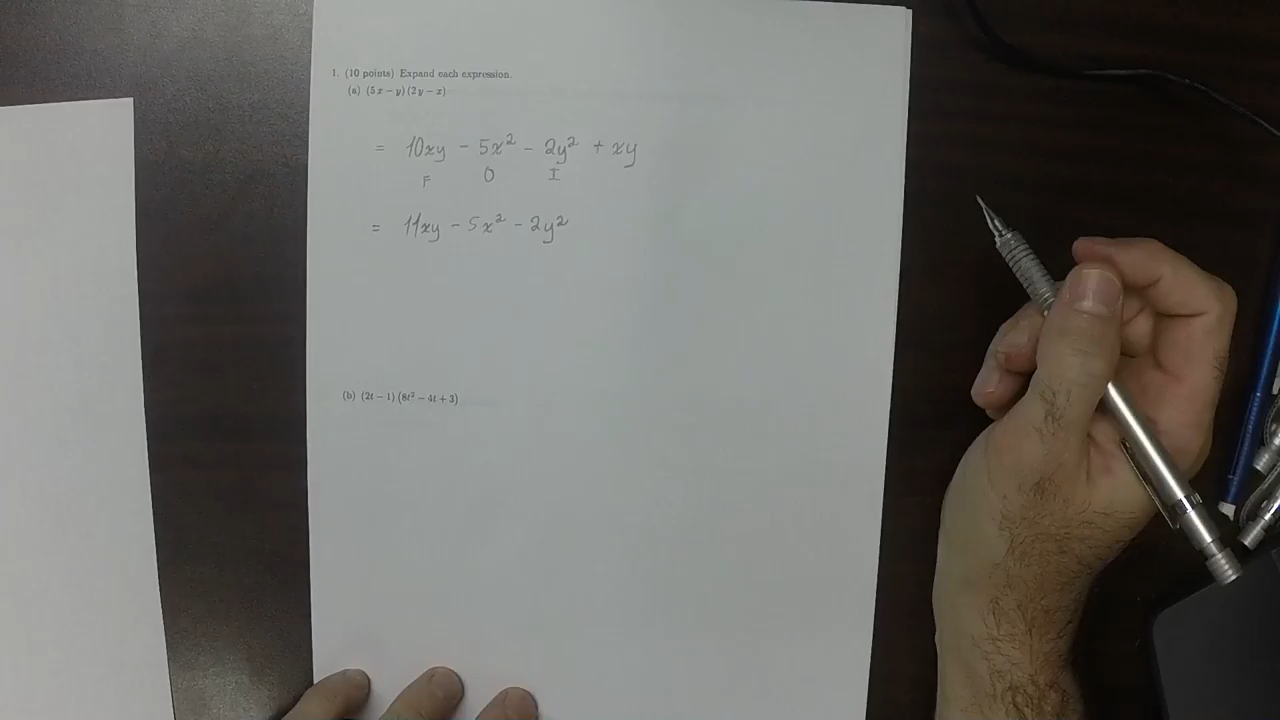 1. (10 points) Expand each expression.
(a) (5x − y)(2y − x)
= 10xy − 5x² − 2y² + xy
F O I
= 11xy − 5x² − 2y²
(b) (2t − 1)(8t² − 4t + 3)